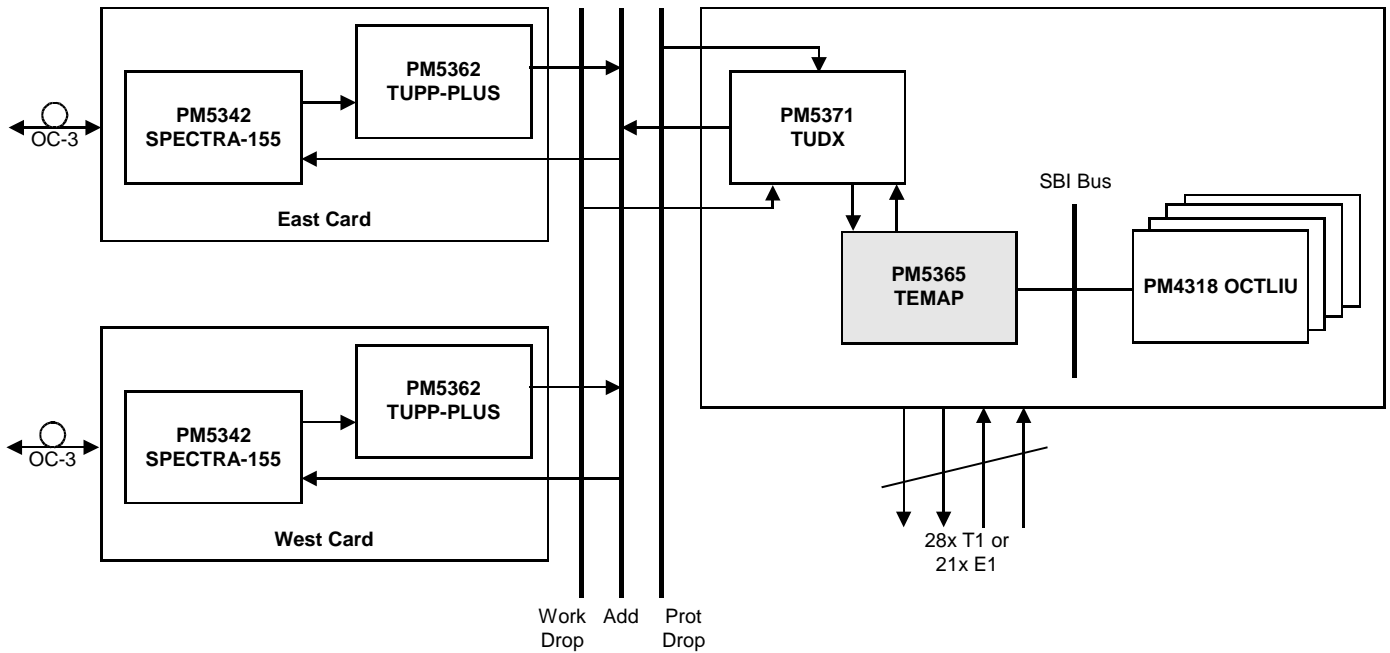 OC-3
PM5342
SPECTRA-155
PM5362
TUPP-PLUS
East Card
PM5371
TUDX
SBI Bus
PM5365
TEMAP
PM4318 OCTLIU
OC-3
PM5342
SPECTRA-155
PM5362
TUPP-PLUS
West Card
28x T1 or
21x E1
Work
Drop
Add
Prot
Drop